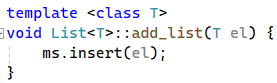 template <class T>
void List<T>::add_list(T el) {
    ms.insert(el);
}